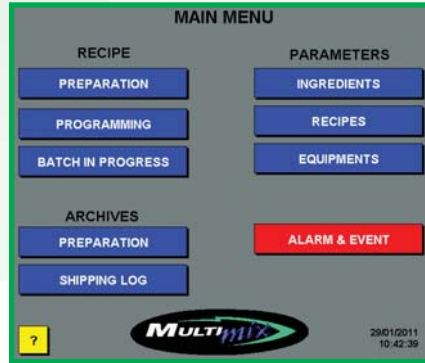 MAIN MENU
RECIPE
PREPARATION
PROGRAMMING
BATCH IN PROGRESS
PARAMETERS
INGREDIENTS
RECIPES
EQUIPMENTS
ARCHIVES
PREPARATION
SHIPPING LOG
ALARM & EVENT
?
MULTIMIX
29/01/2011
10:42:39